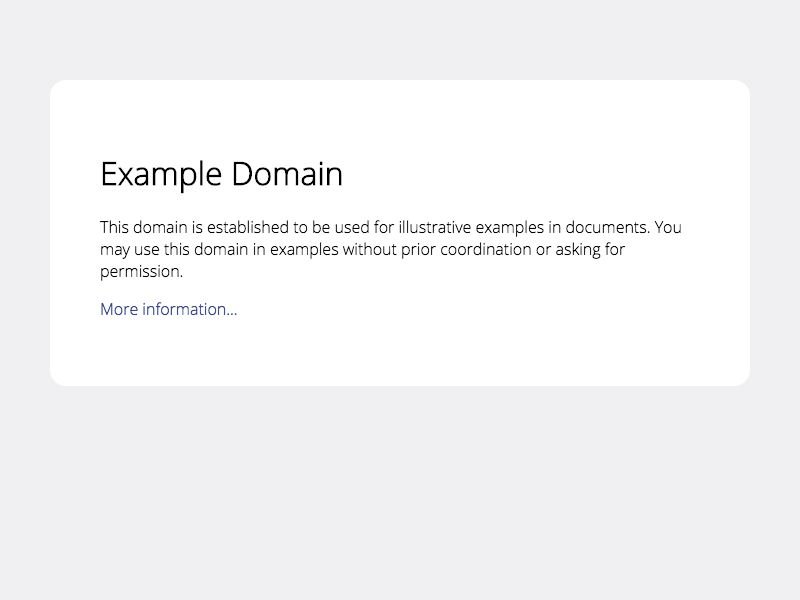 Example Domain
This domain is established to be used for illustrative examples in documents. You
may use this domain in examples without prior coordination or asking for
permission.
More information...